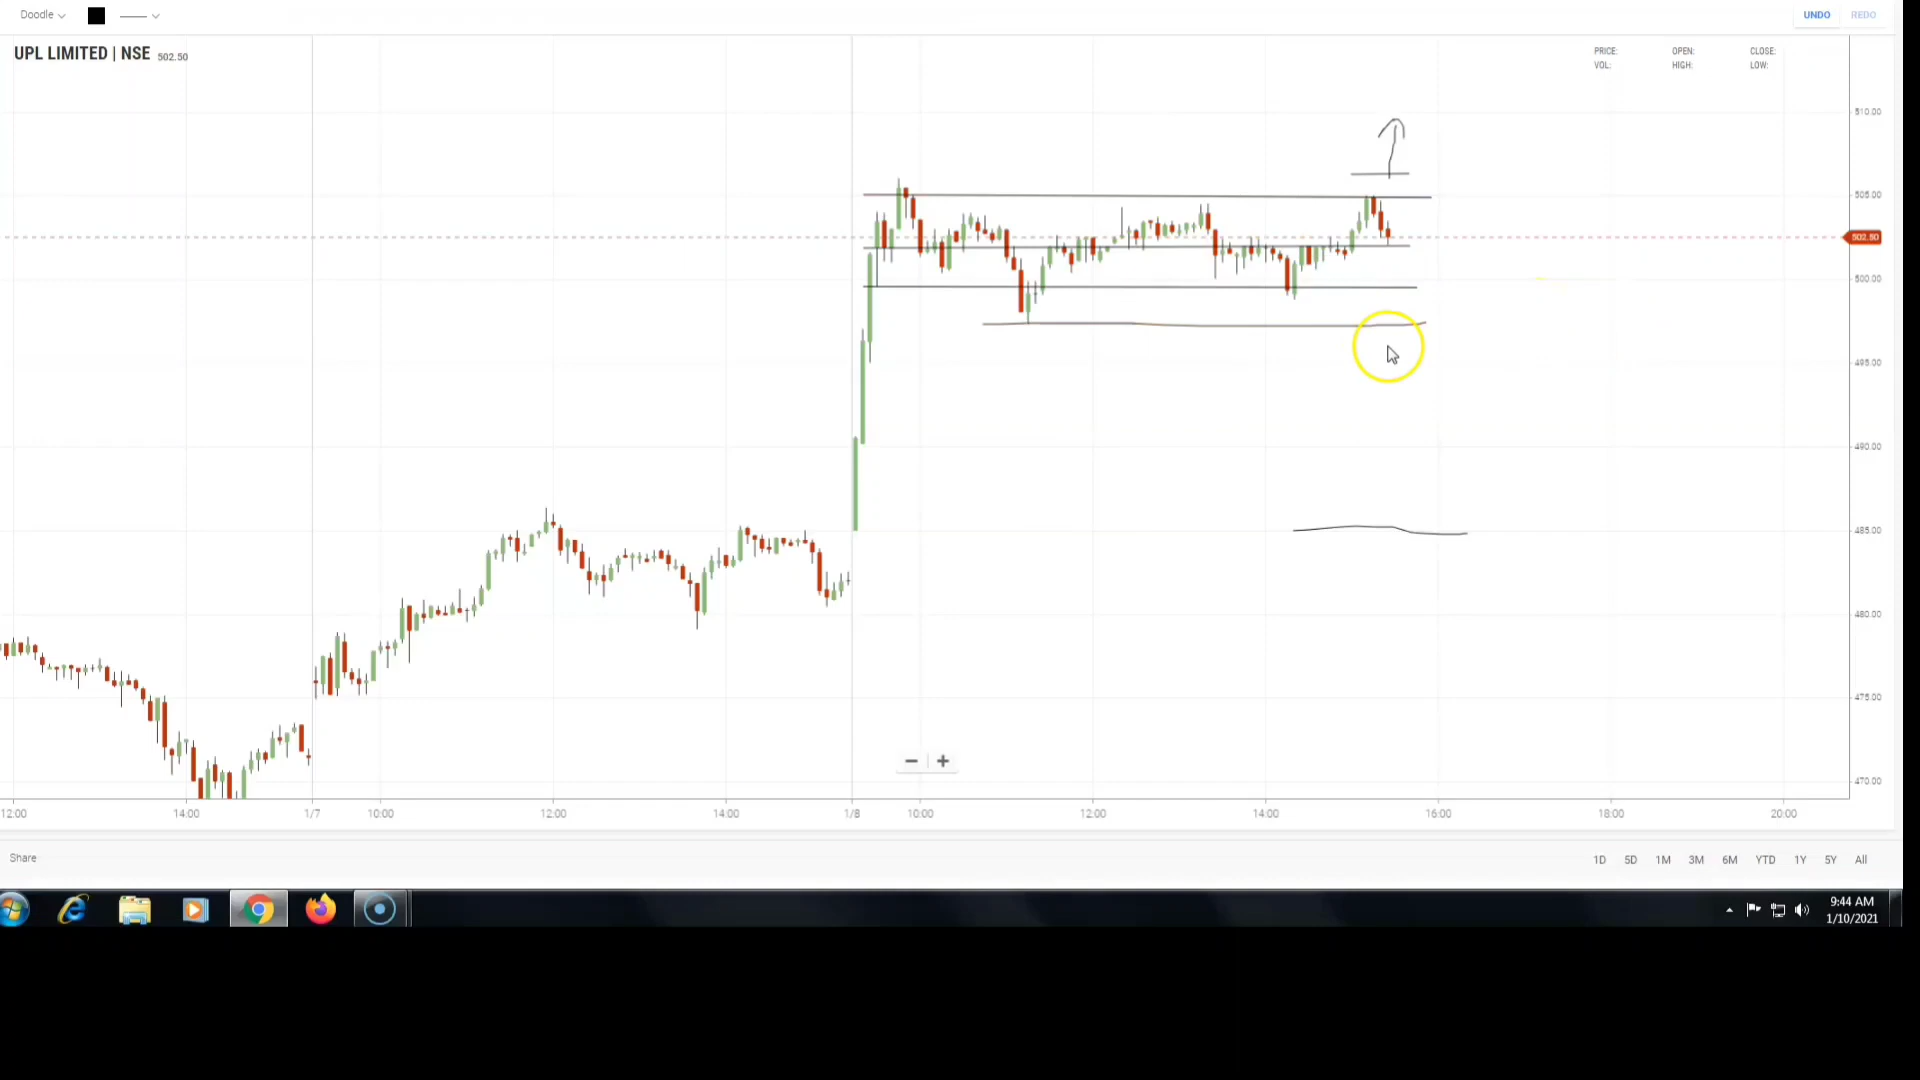 Doodle
UNDO REDO
UPL LIMITED | NSE 502.50
PRICE: OPEN: CLOSE:
VOL: HIGH: LOW:
510.00
505.00
502.50
500.00
495.00
490.00
485.00
480.00
475.00
470.00
12:00 14:00 1/7 10:00 12:00 14:00 1/8 10:00 12:00 14:00 16:00 18:00 20:00
Share
1D 5D 1M 3M 6M YTD 1Y 5Y All
9:44 AM
1/10/2021